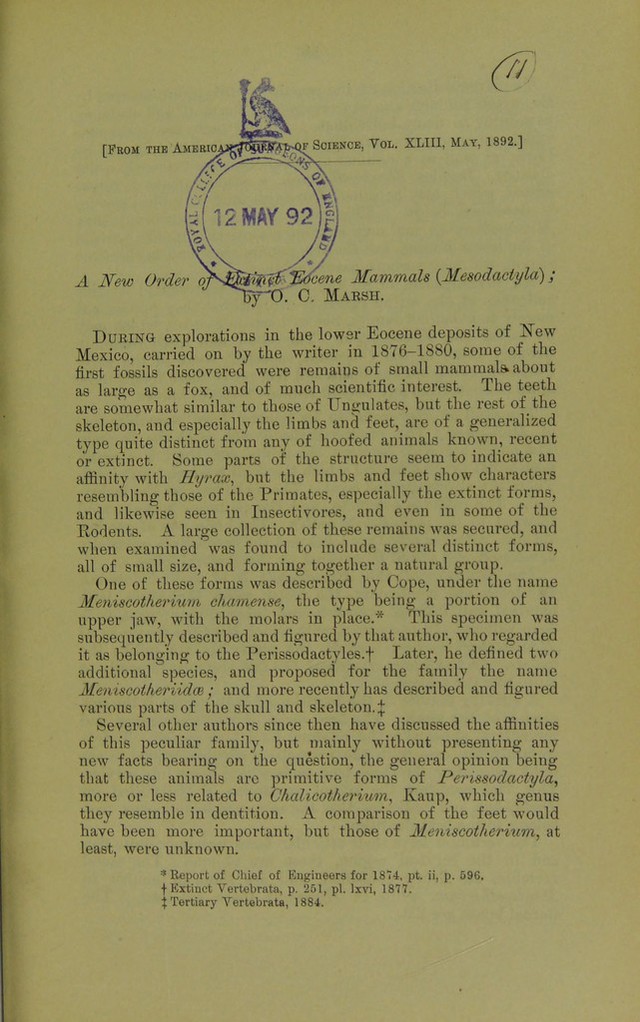 11
[FROM THE AMERICAN JOURNAL OF SCIENCE, VOL. XLIII, MAY, 1892.]
ROYAL COLLEGE OF SURGEONS OF ENGLAND
12 MAY 92
A New Order of Extinct Eocene Mammals (Mesodactyla);
by O. C. MARSH.
DURING explorations in the lower Eocene deposits of New
Mexico, carried on by the writer in 1876–1880, some of the
first fossils discovered were remains of small mammals about
as large as a fox, and of much scientific interest. The teeth
are somewhat similar to those of Ungulates, but the rest of the
skeleton, and especially the limbs and feet, are of a generalized
type quite distinct from any of hoofed animals known, recent
or extinct. Some parts of the structure seem to indicate an
affinity with Hyrax, but the limbs and feet show characters
resembling those of the Primates, especially the extinct forms,
and likewise seen in Insectivores, and even in some of the
Rodents. A large collection of these remains was secured, and
when examined was found to include several distinct forms,
all of small size, and forming together a natural group.
One of these forms was described by Cope, under the name
Meniscotherium chamense, the type being a portion of an
upper jaw, with the molars in place.* This specimen was
subsequently described and figured by that author, who regarded
it as belonging to the Perissodactyles.† Later, he defined two
additional species, and proposed for the family the name
Meniscotheriidæ; and more recently has described and figured
various parts of the skull and skeleton.‡
Several other authors since then have discussed the affinities
of this peculiar family, but mainly without presenting any
new facts bearing on the question, the general opinion being
that these animals are primitive forms of Perissodactyla,
more or less related to Chalicotherium, Kaup, which genus
they resemble in dentition. A comparison of the feet would
have been more important, but those of Meniscotherium, at
least, were unknown.
* Report of Chief of Engineers for 1874, pt. ii, p. 596.
† Extinct Vertebrata, p. 251, pl. lxvi, 1877.
‡ Tertiary Vertebrata, 1884.